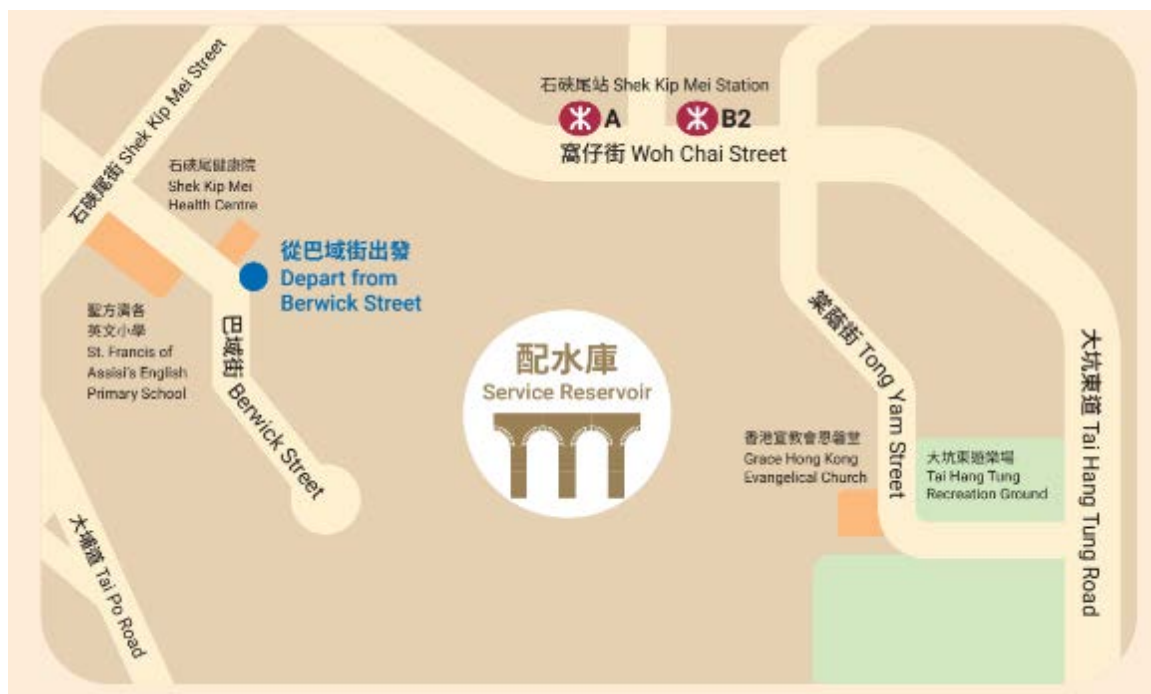 石硤尾街 Shek Kip Mei Street
石硤尾站 Shek Kip Mei Station
A
B2
窩仔街 Woh Chai Street
石硤尾健康院
Shek Kip Mei
Health Centre
從巴域街出發
Depart from
Berwick Street
聖方濟各
英文小學
St. Francis of
Assisi's English
Primary School
巴域街 Berwick Street
配水庫
Service Reservoir
棠蔭街 Tong Yam Street
大坑東道 Tai Hang Tung Road
香港宣教會恩磐堂
Grace Hong Kong
Evangelical Church
大坑東遊樂場
Tai Hang Tung
Recreation Ground
大埔道 Tai Po Road